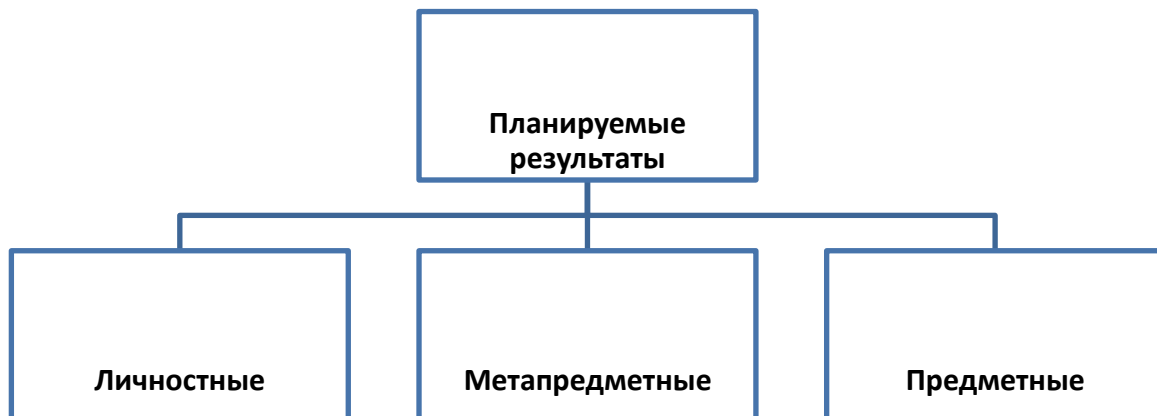 Планируемые
результаты
Личностные
Метапредметные
Предметные